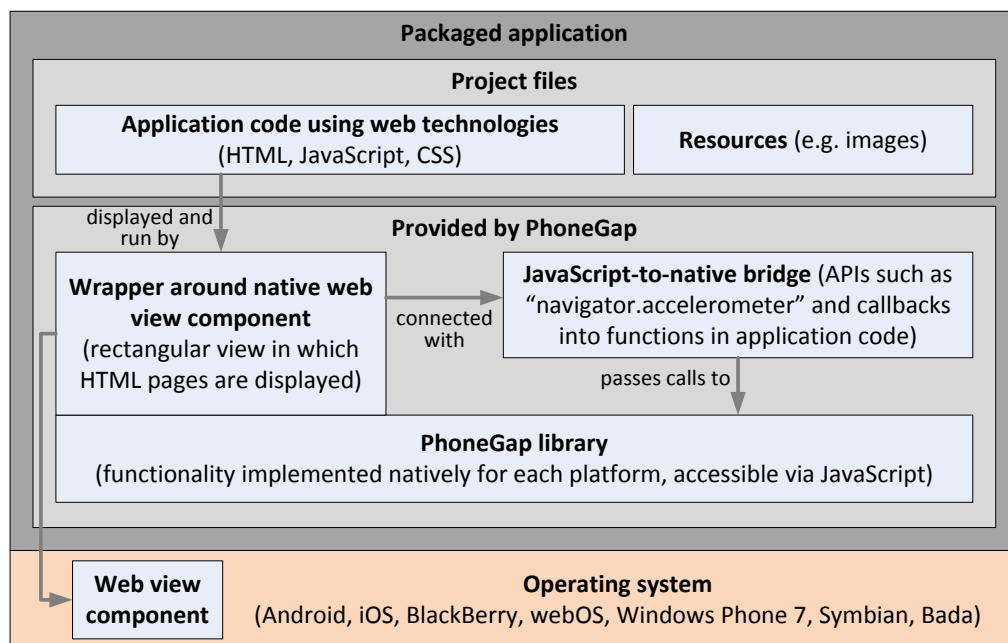 Packaged application
Project files
Application code using web technologies
(HTML, JavaScript, CSS)
Resources (e.g. images)
displayed and
run by
Provided by PhoneGap
Wrapper around native web
view component
(rectangular view in which
HTML pages are displayed)
connected
with
JavaScript-to-native bridge (APIs such as
“navigator.accelerometer” and callbacks
into functions in application code)
passes calls to
PhoneGap library
(functionality implemented natively for each platform, accessible via JavaScript)
Web view
component
Operating system
(Android, iOS, BlackBerry, webOS, Windows Phone 7, Symbian, Bada)